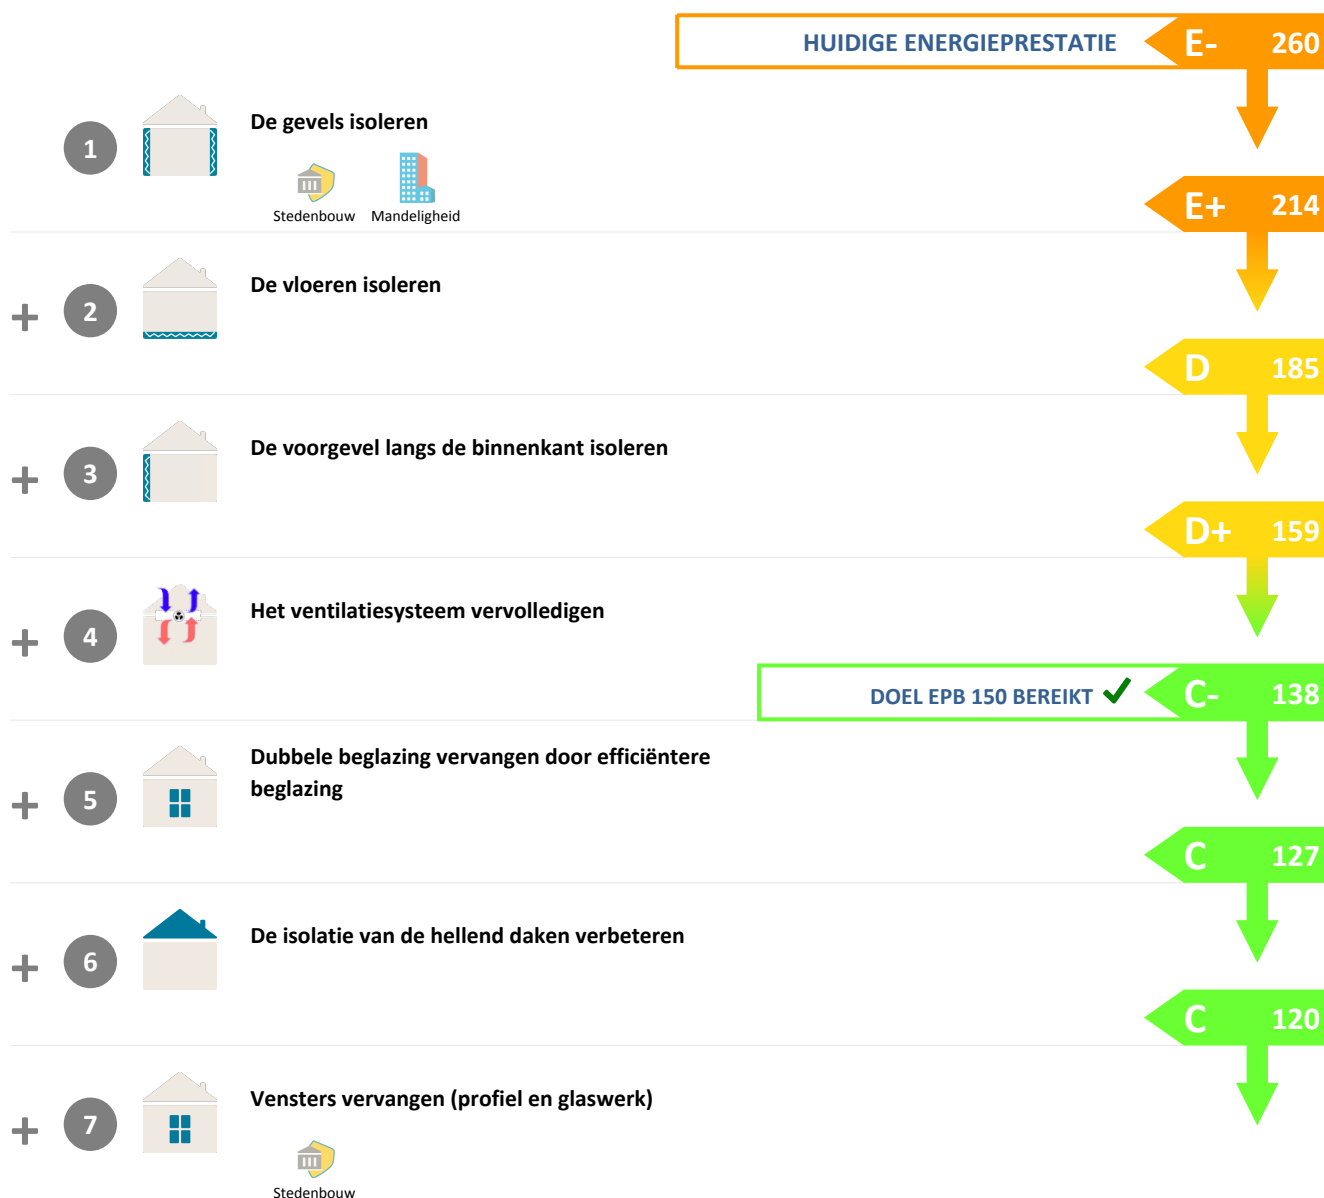 HUIDIGE ENERGIEPRESTATIE E- 260
1 De gevels isoleren
Stedenbouw Mandeligheid
E+ 214
+ 2 De vloeren isoleren
D 185
+ 3 De voorgevel langs de binnenkant isoleren
D+ 159
+ 4 Het ventilatiesysteem vervolledigen
DOEL EPB 150 BEREIKT ✔ C- 138
+ 5 Dubbele beglazing vervangen door efficiëntere
beglazing
C 127
+ 6 De isolatie van de hellend daken verbeteren
C 120
+ 7 Vensters vervangen (profiel en glaswerk)
Stedenbouw